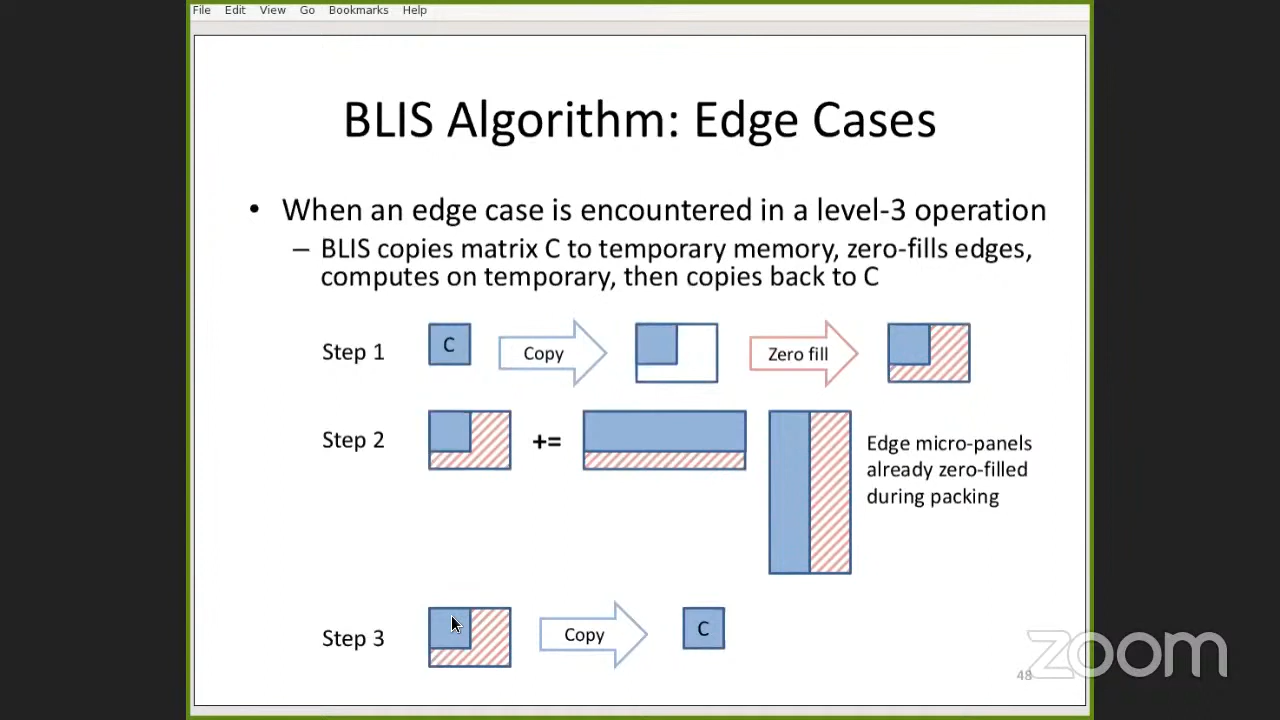 File Edit View Go Bookmarks Help
BLIS Algorithm: Edge Cases
• When an edge case is encountered in a level-3 operation
– BLIS copies matrix C to temporary memory, zero-fills edges,
computes on temporary, then copies back to C
Step 1 C Copy Zero fill
Step 2 += Edge micro-panels
already zero-filled
during packing
Step 3 Copy C
48
zoom